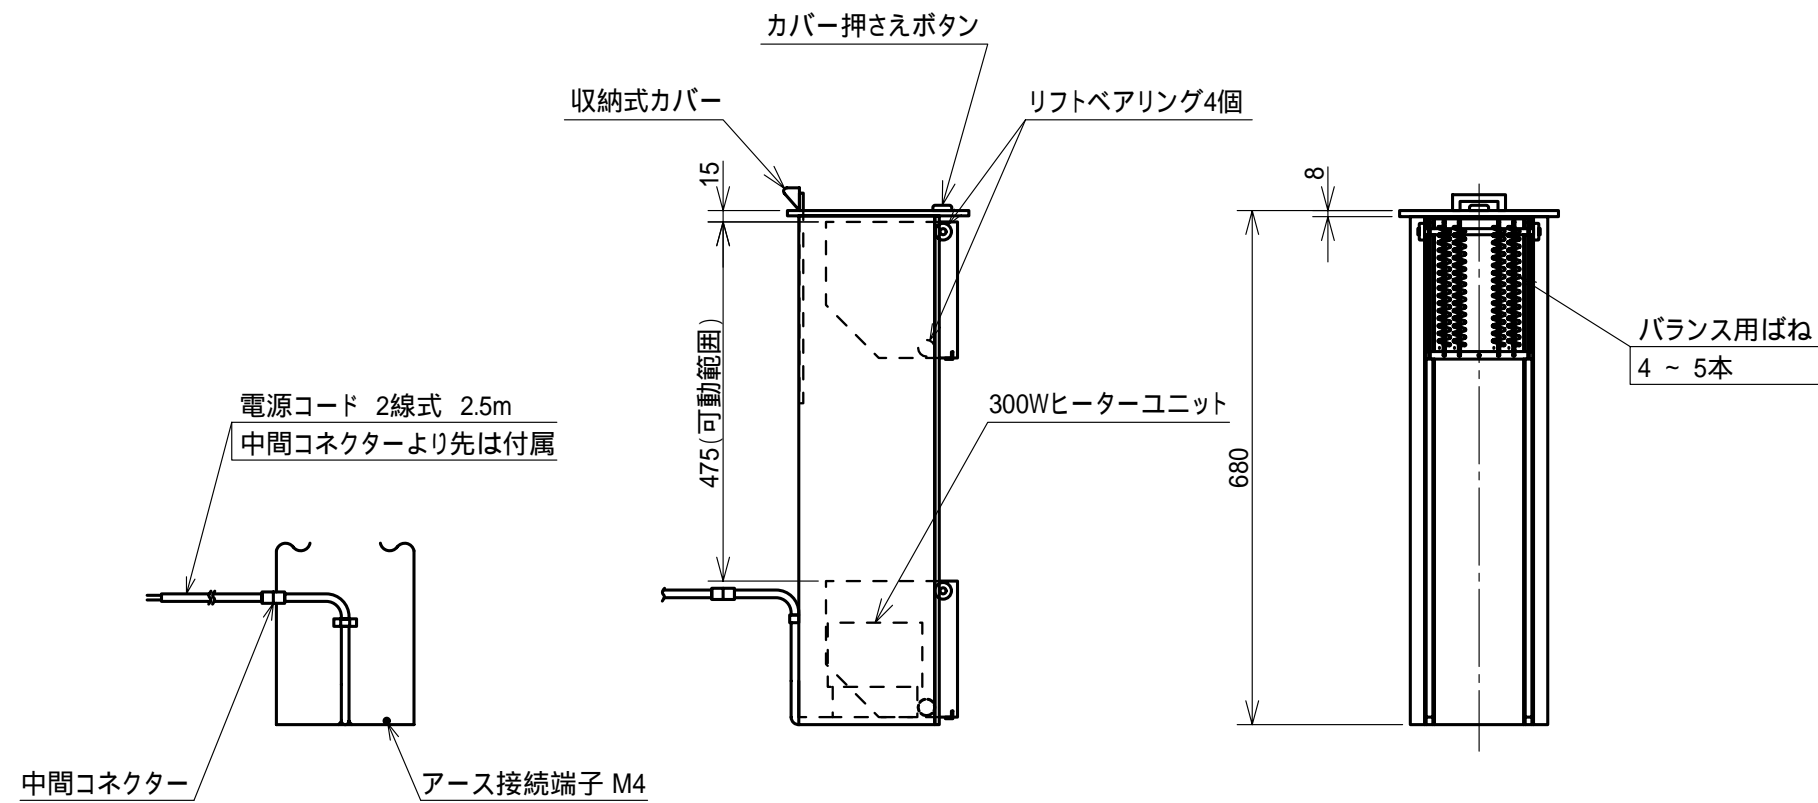 カバー押さえボタン
収納式カバー
リフトベアリング4個
15
8
475(可動範囲)
バランス用ばね
4 ~ 5本
電源コード 2線式 2.5m
中間コネクターより先は付属
300Wヒーターユニット
680
中間コネクター
アース接続端子 M4